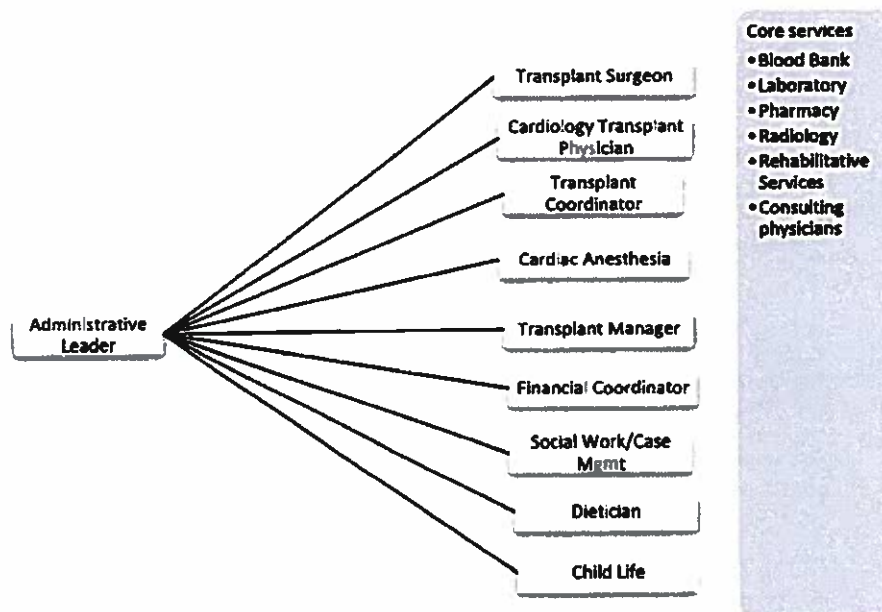 Administrative
Leader
Transplant Surgeon
Cardiology Transplant
Physician
Transplant
Coordinator
Cardiac Anesthesia
Transplant Manager
Financial Coordinator
Social Work/Case
Mgmt
Dietician
Child Life
Core services
•Blood Bank
•Laboratory
•Pharmacy
•Radiology
•Rehabilitative
Services
•Consulting
physicians